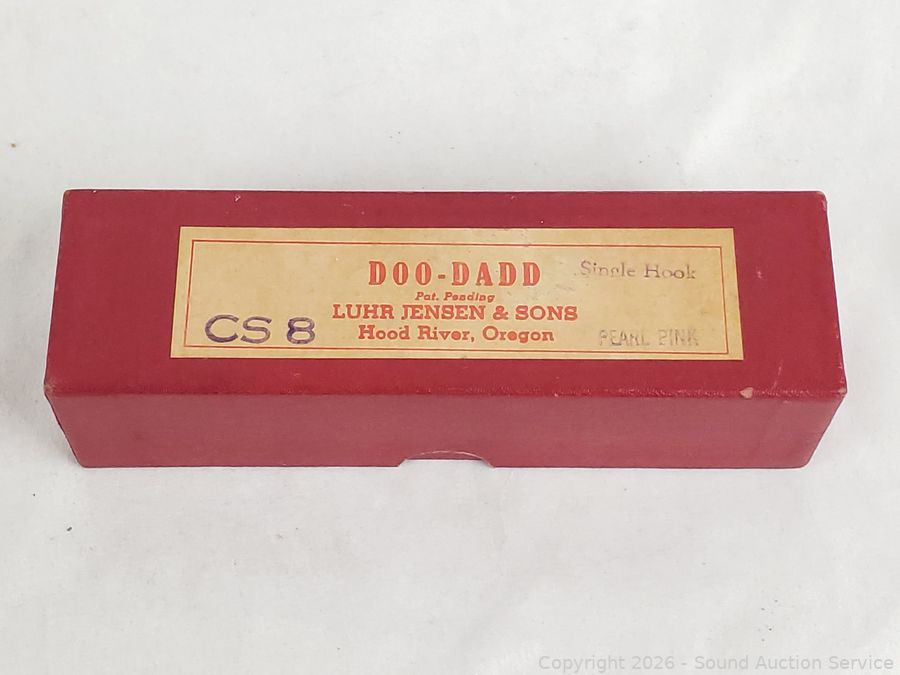 DOO-DADD
Single Hook
Pat. Pending
LUHR JENSEN & SONS
CS 8
Hood River, Oregon
PEARL PINK
Copyright 2026 - Sound Auction Service